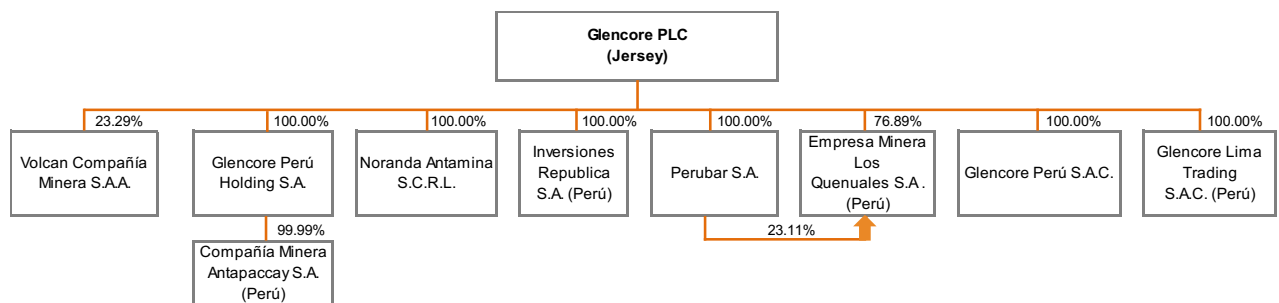 Glencore PLC
(Jersey)
23.29%
100.00%
100.00%
100.00%
100.00%
76.89%
100.00%
100.00%
Volcan Compañía
Minera S.A.A.
Glencore Perú
Holding S.A.
Noranda Antamina
S.C.R.L.
Inversiones
Republica
S.A. (Perú)
Perubar S.A.
Empresa Minera
Los
Quenuales S.A.
(Perú)
Glencore Perú S.A.C.
Glencore Lima
Trading
S.A.C. (Perú)
99.99%
23.11%
Compañía Minera
Antapaccay S.A.
(Perú)